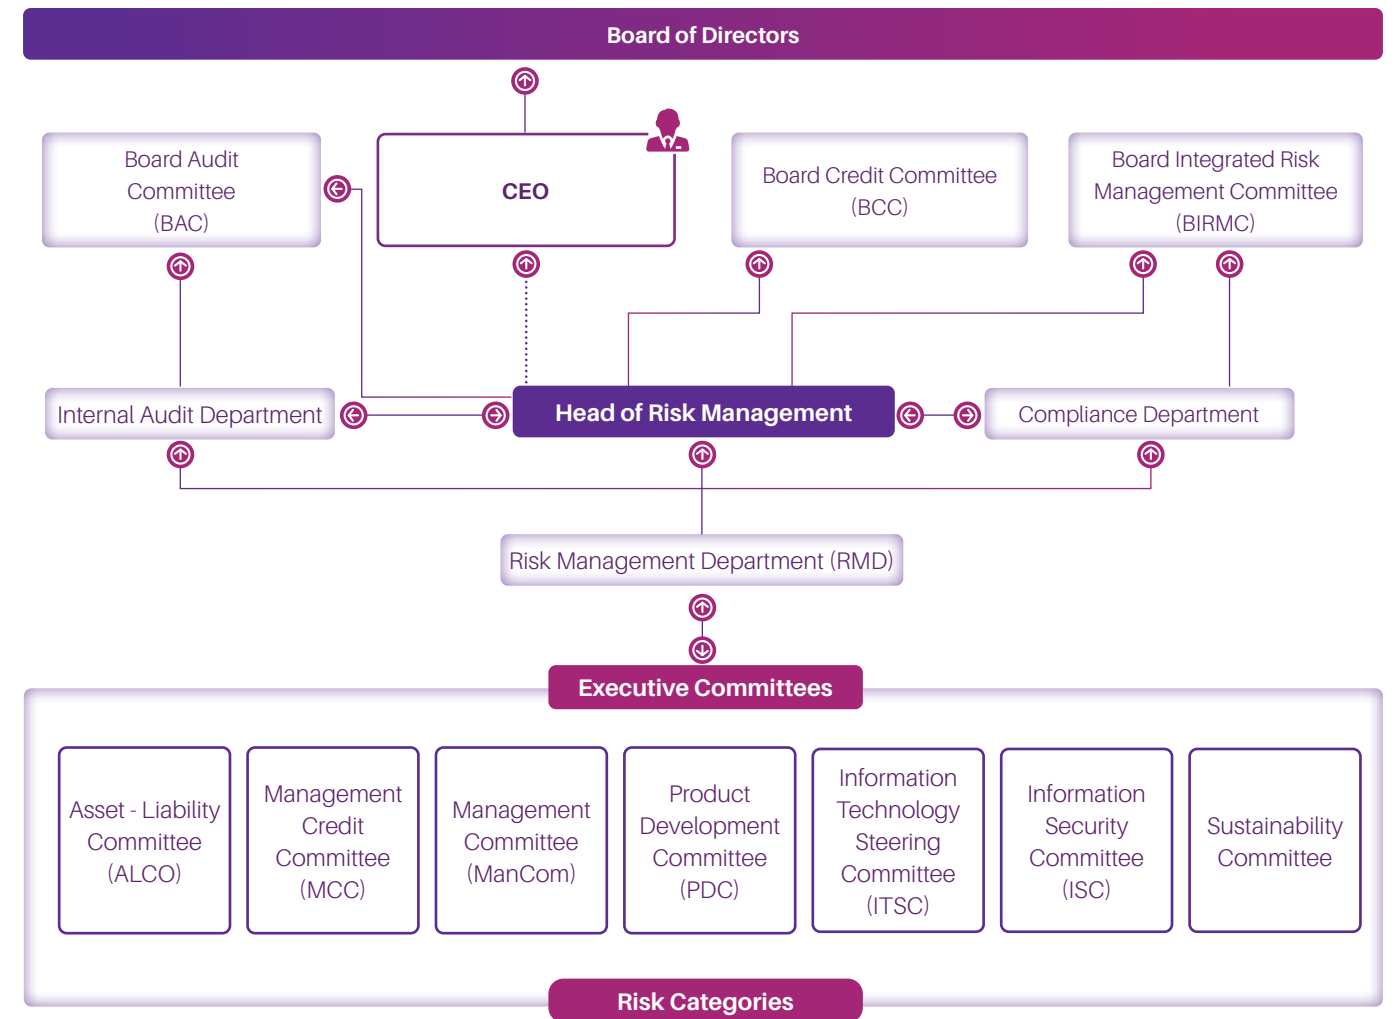 Board of Directors
Board Audit
Committee
(BAC)
CEO
Board Credit Committee
(BCC)
Board Integrated Risk
Management Committee
(BIRMC)
Internal Audit Department
Head of Risk Management
Compliance Department
Risk Management Department (RMD)
Executive Committees
Asset - Liability
Committee
(ALCO)
Management
Credit
Committee
(MCC)
Management
Committee
(ManCom)
Product
Development
Committee
(PDC)
Information
Technology
Steering
Committee
(ITSC)
Information
Security
Committee
(ISC)
Sustainability
Committee
Risk Categories